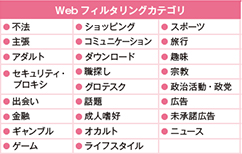 Webフィルタリングカテゴリ
●不法
●主張
●アダルト
●セキュリティ・
プロキシ
●出会い
●金融
●ギャンブル
●ゲーム
●ショッピング
●コミュニケーション
●ダウンロード
●職探し
●グロテスク
●話題
●成人嗜好
●オカルト
●ライフスタイル
●スポーツ
●旅行
●趣味
●宗教
●政治活動・政党
●広告
●未承諾広告
●ニュース